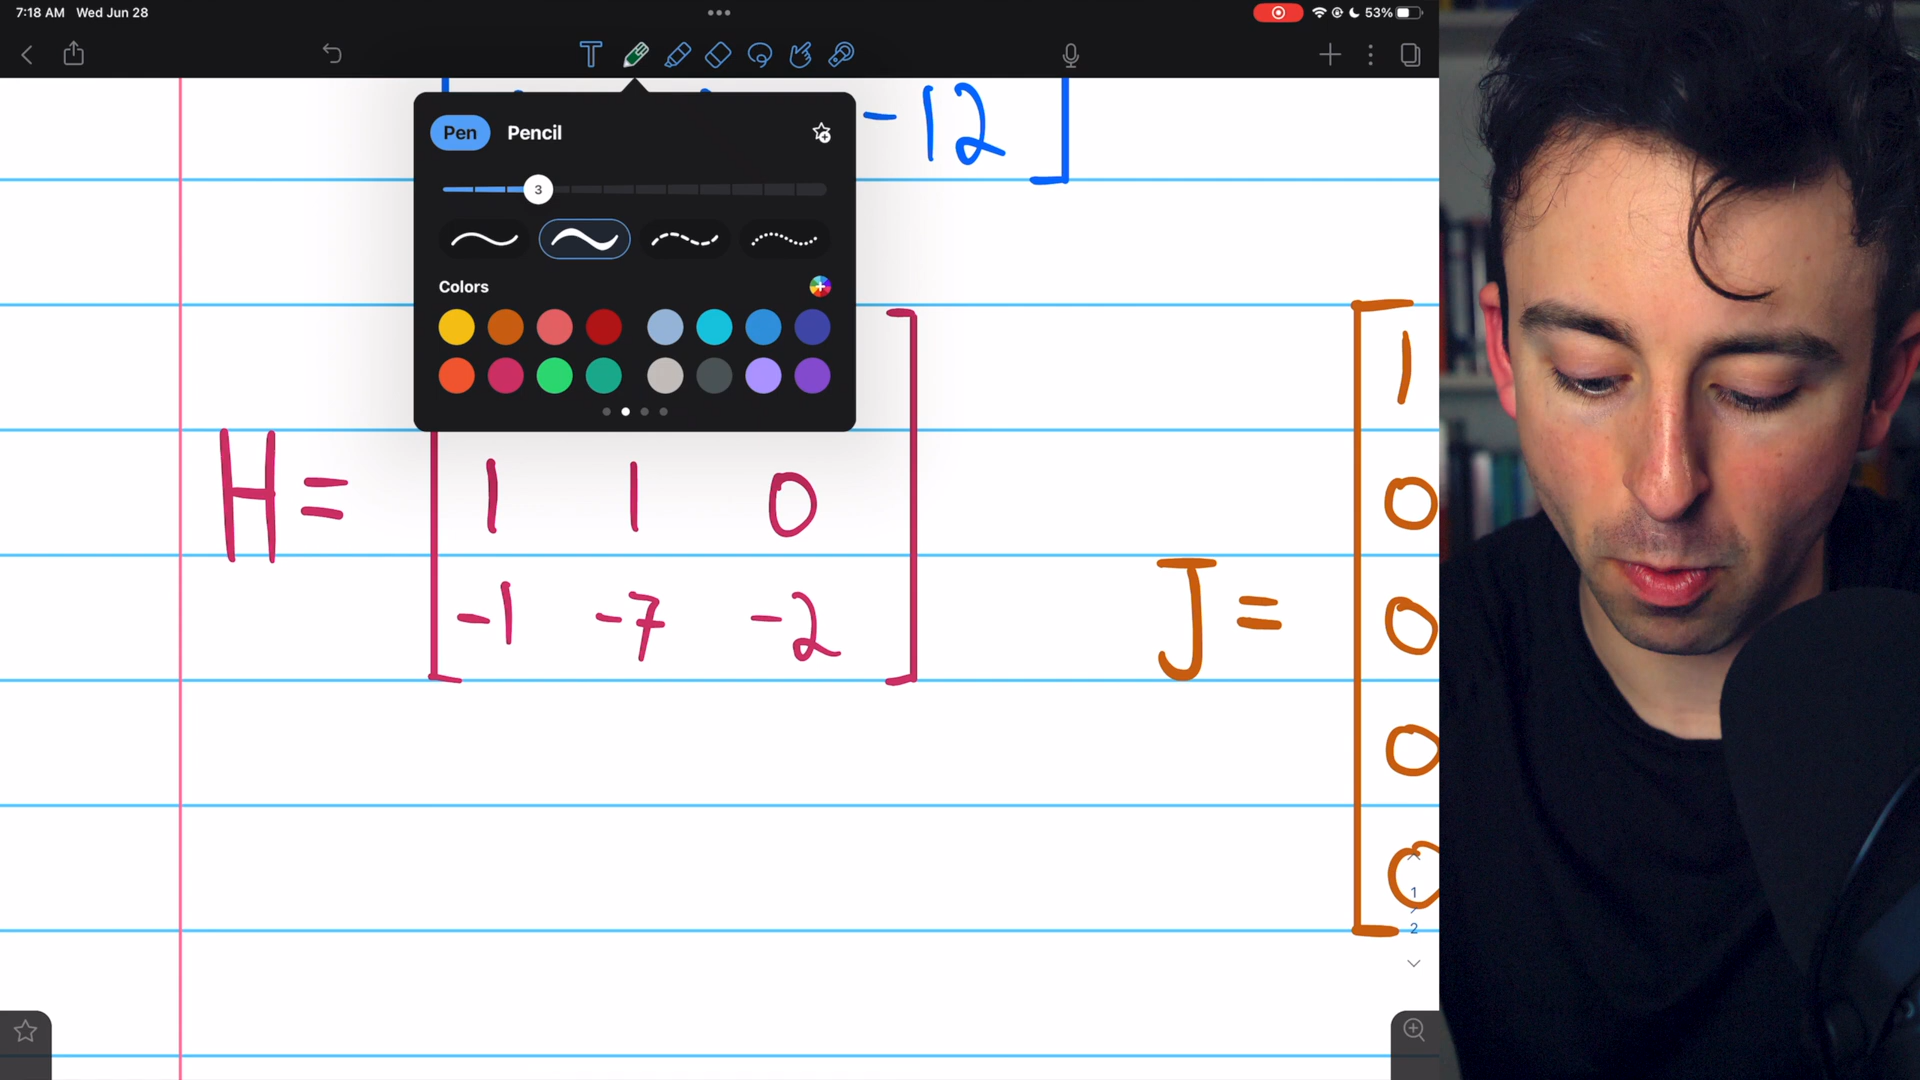 7:18 AM Wed Jun 28
53%
-12
Pen Pencil
3
Colors
H = 1 1 0
-1 -7 -2
J = 1
0
0
0
0
1
2